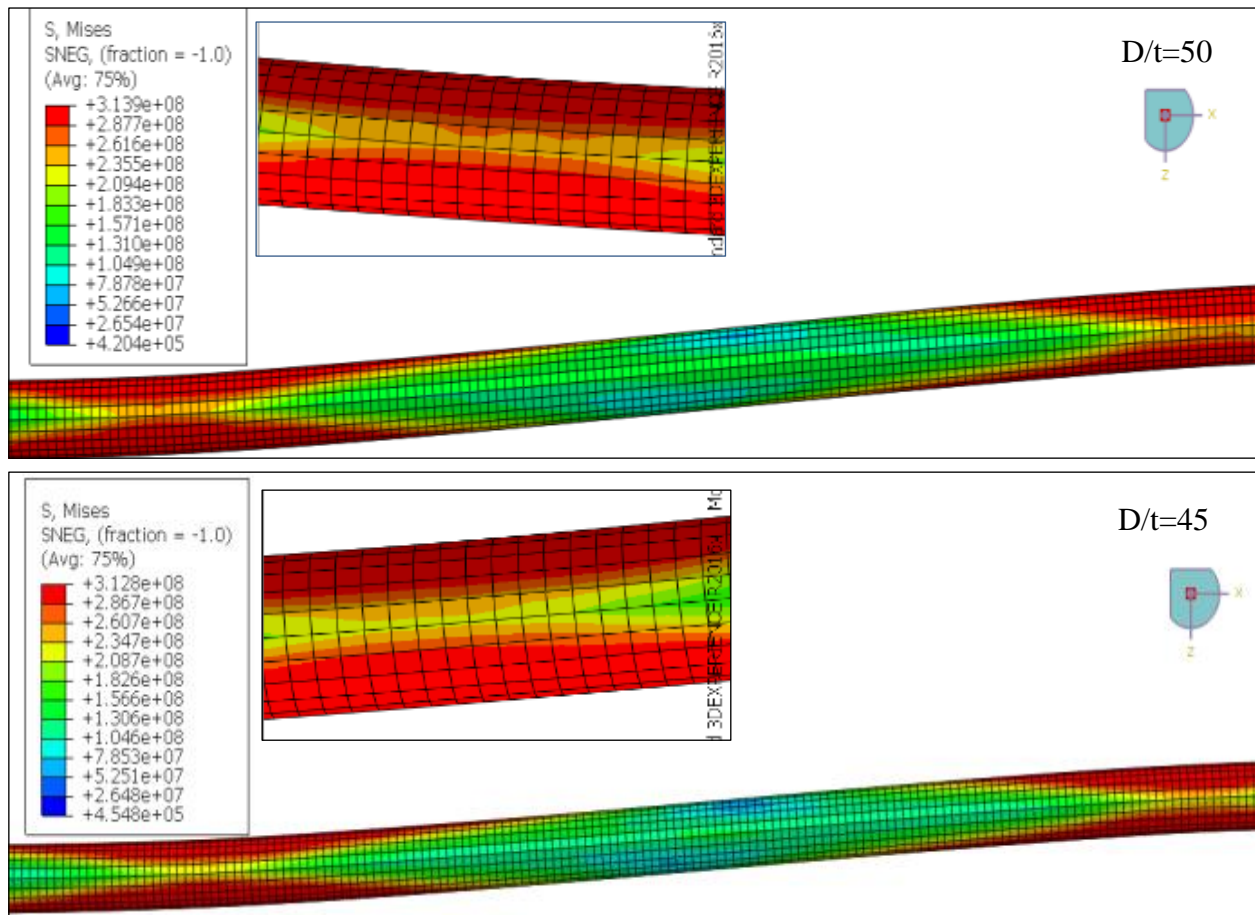 S, Mises
SNEG, (fraction = -1.0)
(Avg: 75%)
+3.139e+08
+2.877e+08
+2.616e+08
+2.355e+08
+2.094e+08
+1.833e+08
+1.571e+08
+1.310e+08
+1.049e+08
+7.878e+07
+5.266e+07
+2.654e+07
+4.204e+05
3DEXPERIENCE R2016x
D/t=50
X
Z
S, Mises
SNEG, (fraction = -1.0)
(Avg: 75%)
+3.128e+08
+2.867e+08
+2.607e+08
+2.347e+08
+2.087e+08
+1.826e+08
+1.566e+08
+1.306e+08
+1.046e+08
+7.853e+07
+5.251e+07
+2.648e+07
+4.548e+05
3DEXPERIENCE R2016x
D/t=45
X
Z